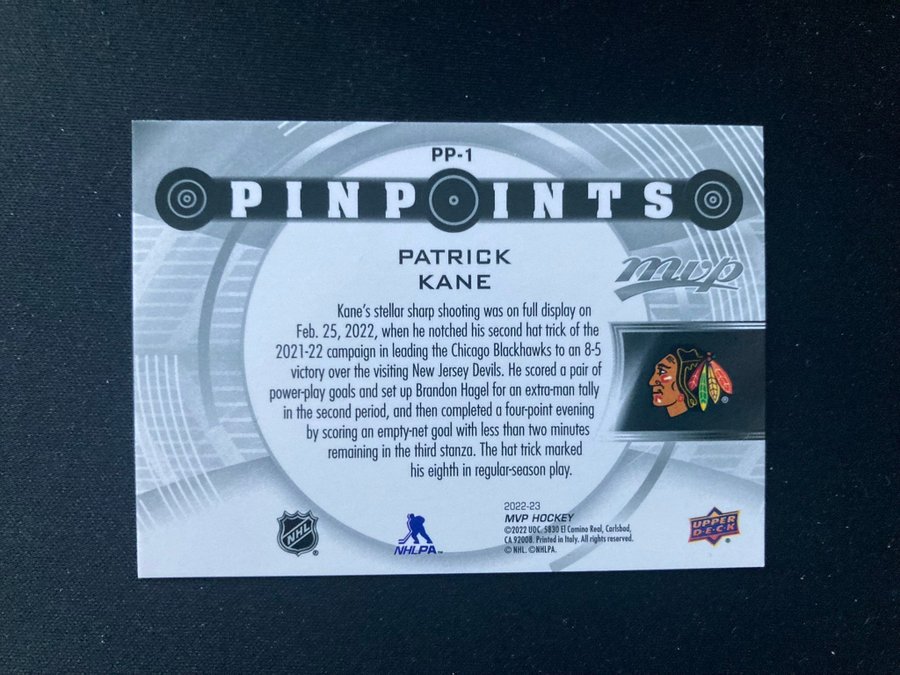 PP-1
PINPOINTS
PATRICK
KANE
mvp
Kane's stellar sharp shooting was on full display on
Feb. 25, 2022, when he notched his second hat trick of the
2021-22 campaign in leading the Chicago Blackhawks to an 8-5
victory over the visiting New Jersey Devils. He scored a pair of
power-play goals and set up Brandon Hagel for an extra-man tally
in the second period, and then completed a four-point evening
by scoring an empty-net goal with less than two minutes
remaining in the third stanza. The hat trick marked
his eighth in regular-season play.
®
NHL ®
NHLPA™
2022-23
MVP HOCKEY
©2022 UDC. 5830 El Camino Real, Carlsbad,
CA 92008. Printed in Italy. All rights reserved.
© NHL. ©NHLPA.
UPPER
DECK